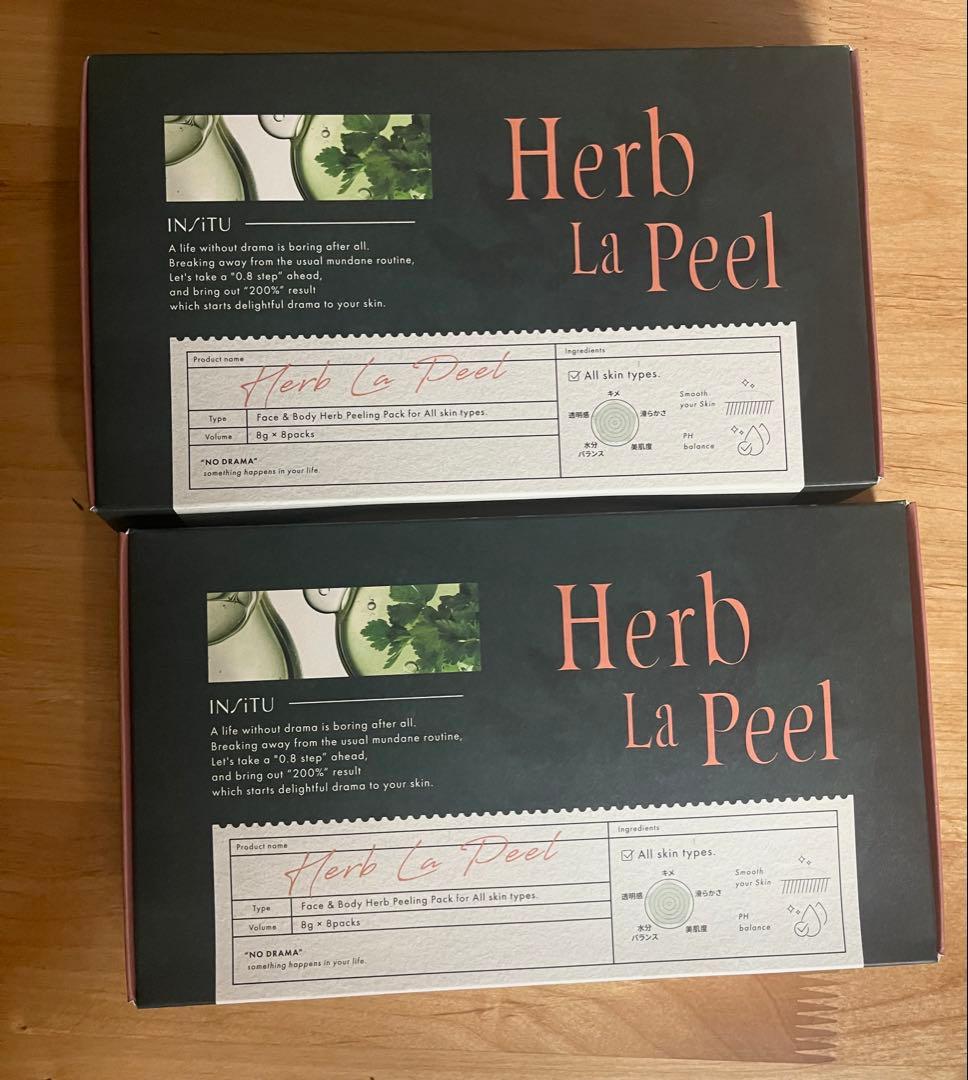 Herb
La Peel
INSiTU
A life without drama is boring after all.
Breaking away from the usual mundane routine,
Let's take a "0.8 step" ahead,
and bring out "200%" result
which starts delightful drama to your skin.
Product name
Herb La Peel
Type
Face & Body Herb Peeling Pack for All skin types.
Volume
8g × 8packs
"NO DRAMA"
something happens in your life.
Ingredients
All skin types.
キメ
透明感
滑らかさ
水分
バランス
美肌度
Smooth
your Skin
PH
balance
Herb
La Peel
INSiTU
A life without drama is boring after all.
Breaking away from the usual mundane routine,
Let's take a "0.8 step" ahead,
and bring out "200%" result
which starts delightful drama to your skin.
Product name
Herb La Peel
Type
Face & Body Herb Peeling Pack for All skin types.
Volume
8g × 8packs
"NO DRAMA"
something happens in your life.
Ingredients
All skin types.
キメ
透明感
滑らかさ
水分
バランス
美肌度
Smooth
your Skin
PH
balance